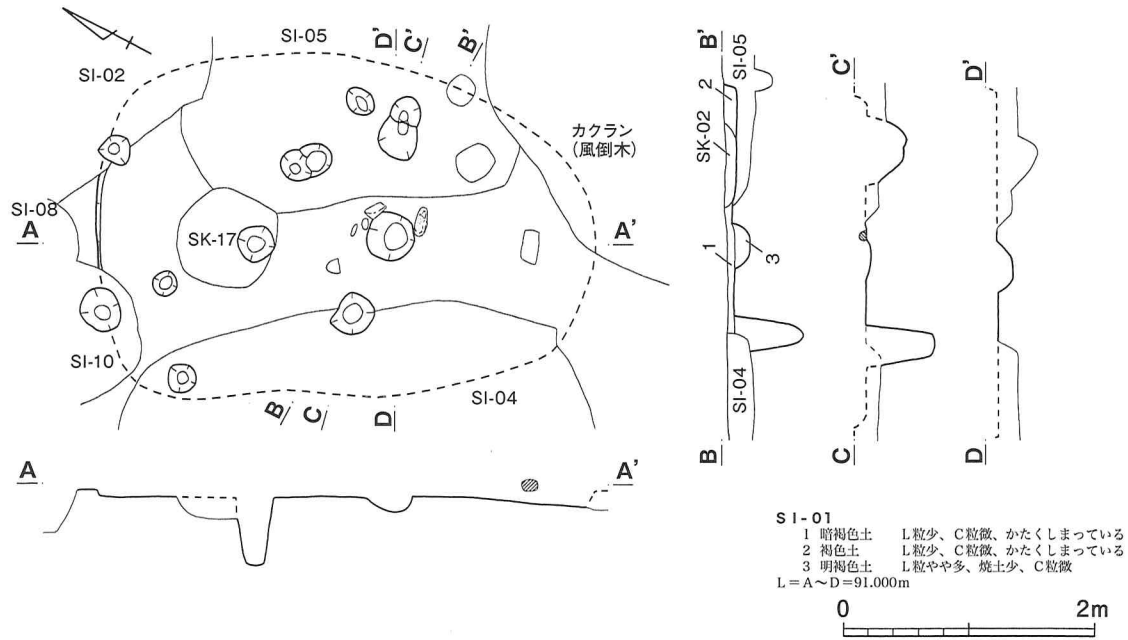 SI-05
D'
C'
B'
SI-02
カクラン
(風倒木)
SI-08
A
SK-17
A'
SI-10
SI-04
B
C
D
A
A'
B'
SI-05
2
SK-02
1
3
SI-04
B
C'
C
D'
D
SI-01
1 暗褐色土 L粒少、C粒微、かたくしまっている
2 褐色土 L粒少、C粒微、かたくしまっている
3 明褐色土 L粒やや多、焼土少、C粒微
L=A〜D=91.000m
0 2m